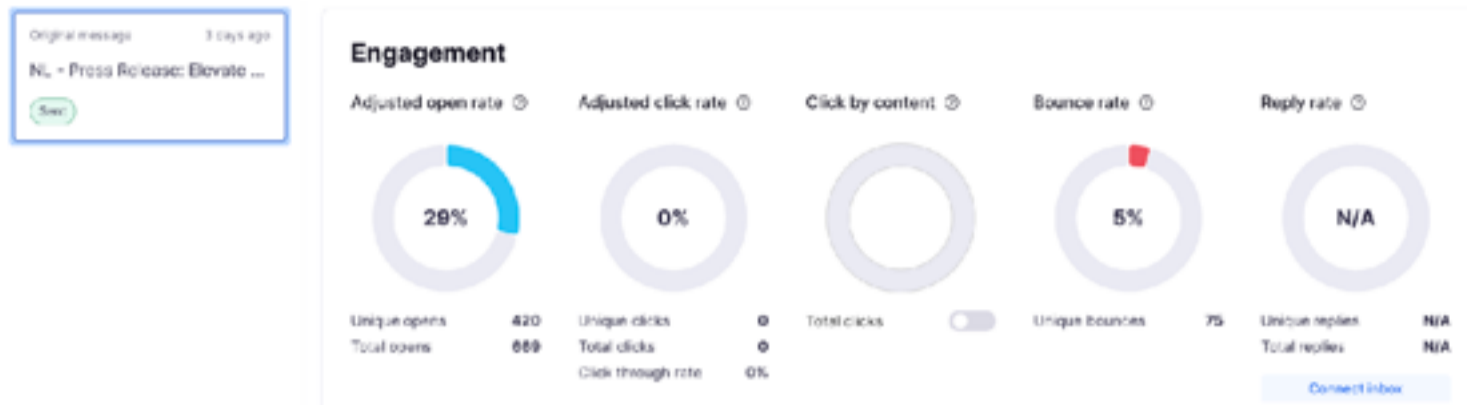 Original message 3 days ago
NL - Press Release: Elevate ...
Sent
Engagement
Adjusted open rate
29%
Unique opens 420
Total opens 669
Adjusted click rate
0%
Unique clicks 0
Total clicks 0
Click through rate 0%
Click by content
Total clicks
Bounce rate
5%
Unique bounces 75
Reply rate
N/A
Unique replies N/A
Total replies N/A
Connect inbox